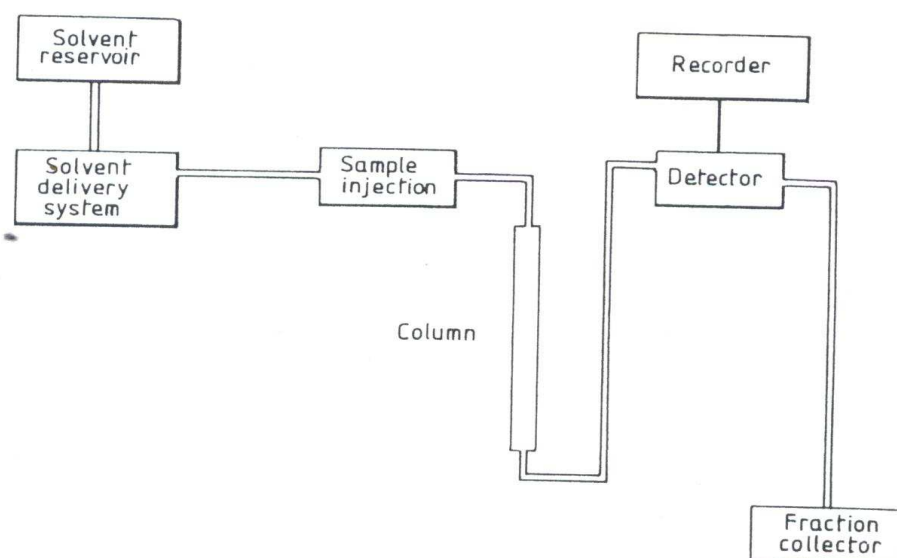 Solvent
reservoir
Recorder
Solvent
delivery
system
Sample
injection
Detector
Column
Fraction
collector